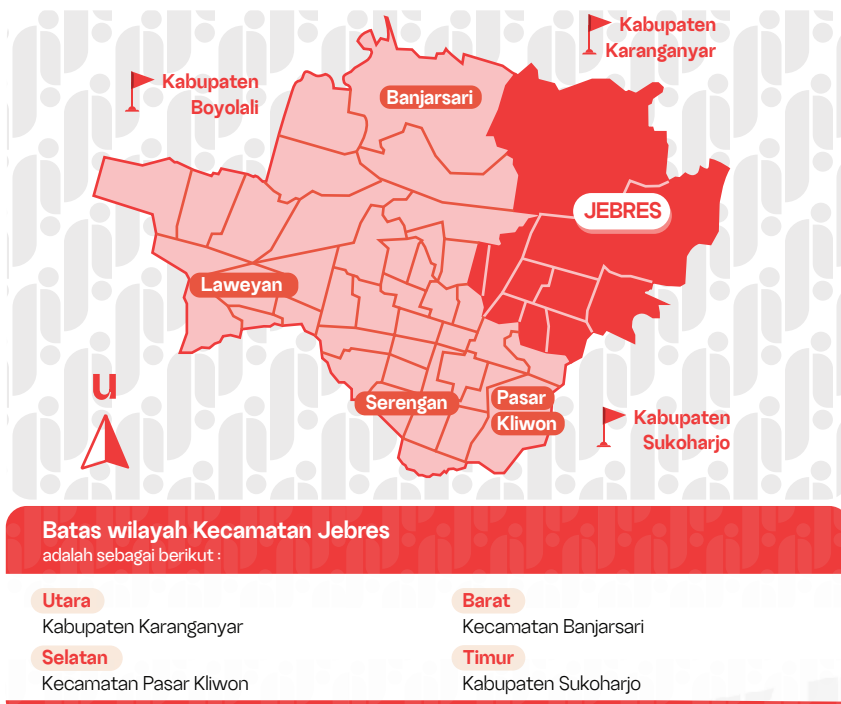 Kabupaten
Karanganyar
Kabupaten
Boyolali
Banjarsari
JEBRES
Laweyan
u
Serengan
Pasar
Kliwon
Kabupaten
Sukoharjo
Batas wilayah Kecamatan Jebres
adalah sebagai berikut :
Utara
Kabupaten Karanganyar
Selatan
Kecamatan Pasar Kliwon
Barat
Kecamatan Banjarsari
Timur
Kabupaten Sukoharjo